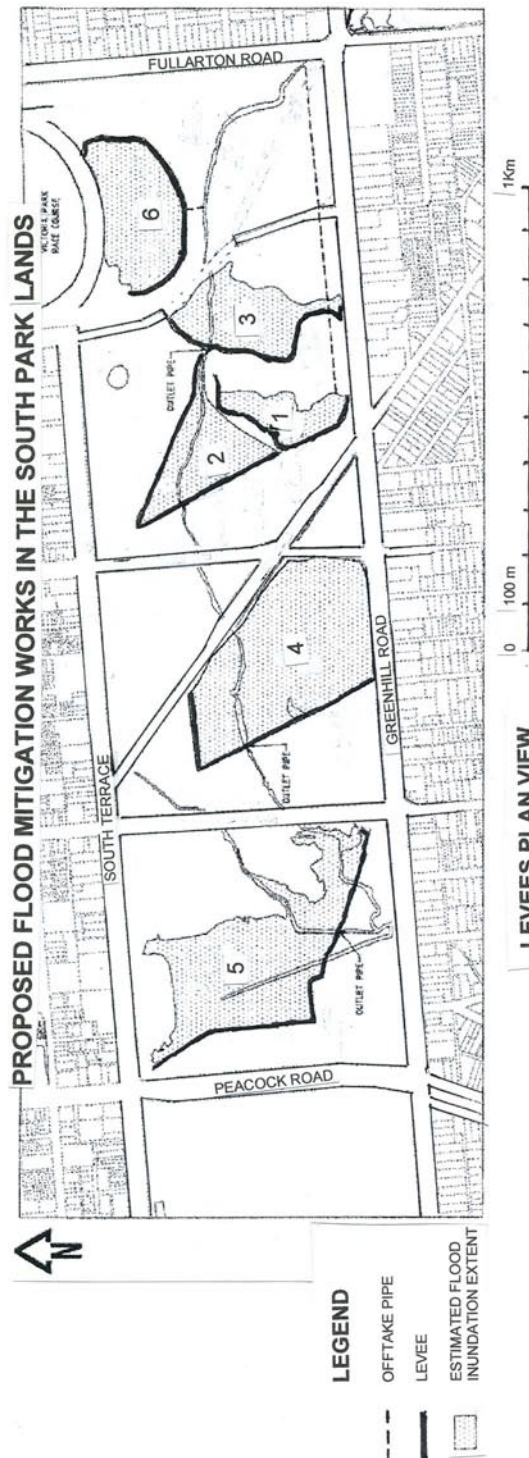 PROPOSED FLOOD MITIGATION WORKS IN THE SOUTH PARK LANDS
N
VICTORIA PARK
RACE COURSE
FULLARTON ROAD
6
3
OUTLET PIPE
1
2
4
OUTLET PIPE
SOUTH TERRACE
GREENHILL ROAD
5
OUTLET PIPE
PEACOCK ROAD
LEGEND
OFFTAKE PIPE
LEVEE
ESTIMATED FLOOD
INUNDATION EXTENT
0
100 m
1Km
LEVEES PLAN VIEW